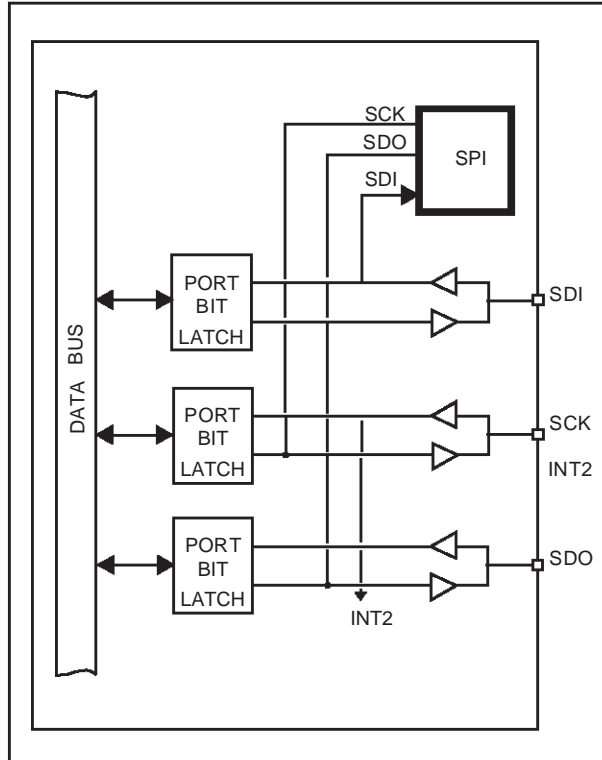 SCK
SDO
SPI
SDI
PORT
BIT
LATCH
SDI
DATA BUS
PORT
BIT
LATCH
SCK
INT2
PORT
BIT
LATCH
SDO
INT2